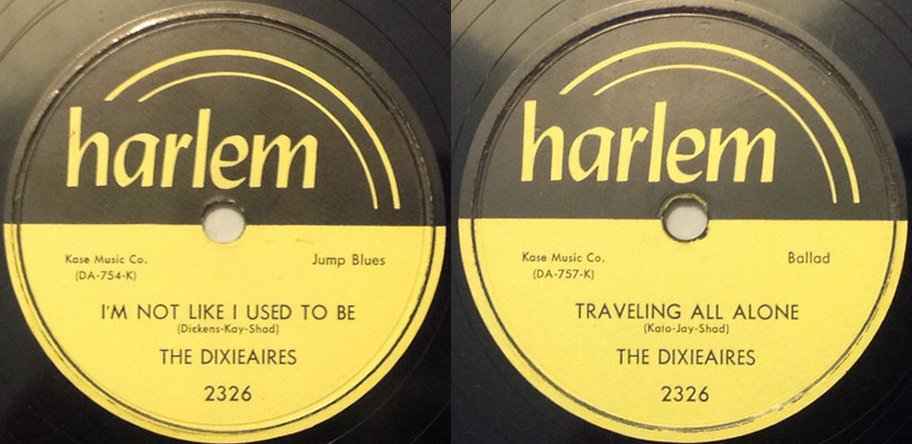 harlem
Kase Music Co.
(DA-754-K)
Jump Blues
I'M NOT LIKE I USED TO BE
(Dickens-Kay-Shad)
THE DIXIEAIRES
2326
harlem
Kase Music Co.
(DA-757-K)
Ballad
TRAVELING ALL ALONE
(Kato-Jay-Shad)
THE DIXIEAIRES
2326